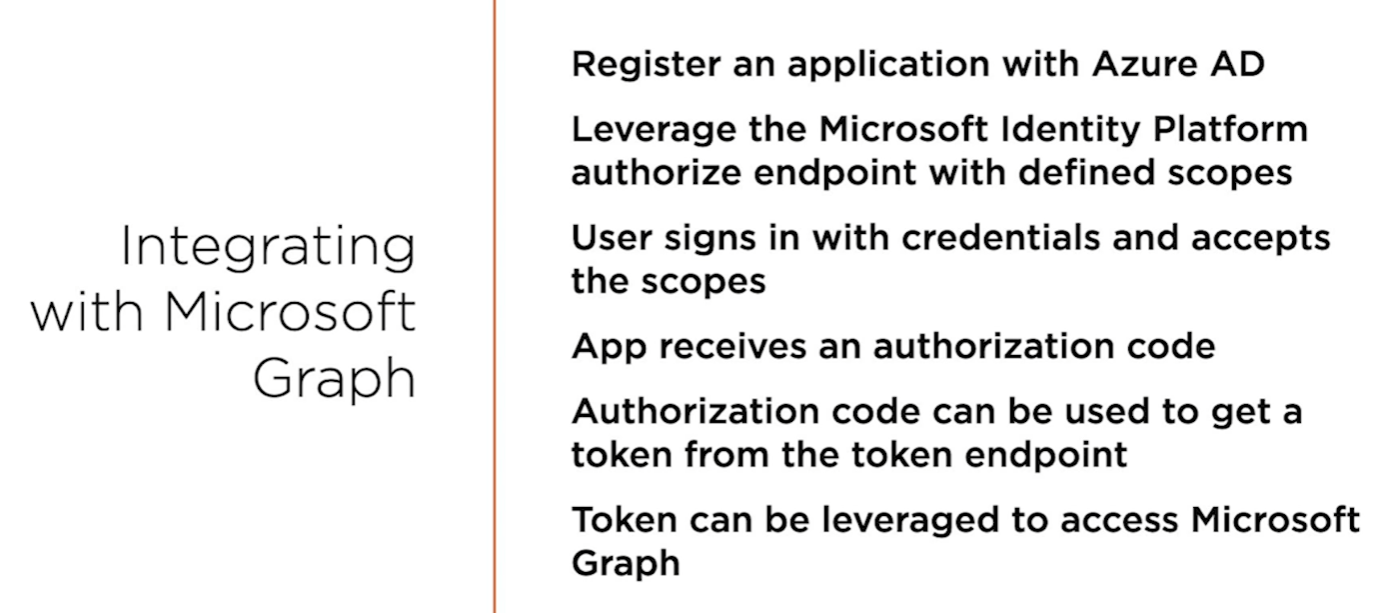 Integrating
with Microsoft
Graph
Register an application with Azure AD
Leverage the Microsoft Identity Platform
authorize endpoint with defined scopes
User signs in with credentials and accepts
the scopes
App receives an authorization code
Authorization code can be used to get a
token from the token endpoint
Token can be leveraged to access Microsoft
Graph